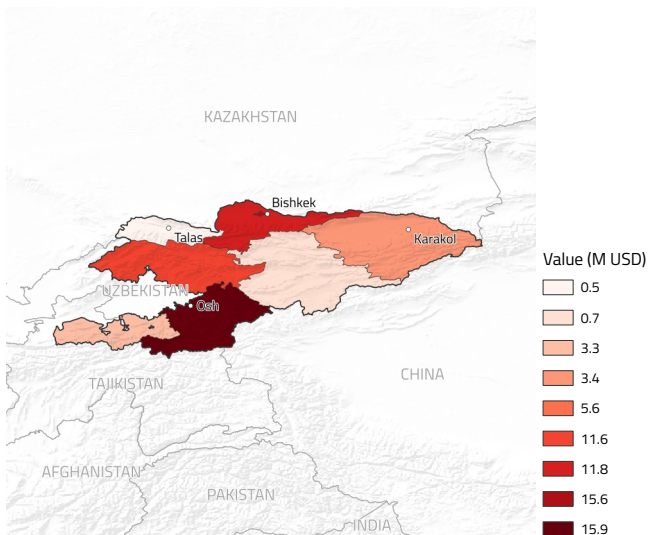 KAZAKHSTAN
Bishkek
Talas
Karakol
UZBEKISTAN
Osh
TAJIKISTAN
CHINA
AFGHANISTAN
PAKISTAN
INDIA
Value (M USD)
0.5
0.7
3.3
3.4
5.6
11.6
11.8
15.6
15.9